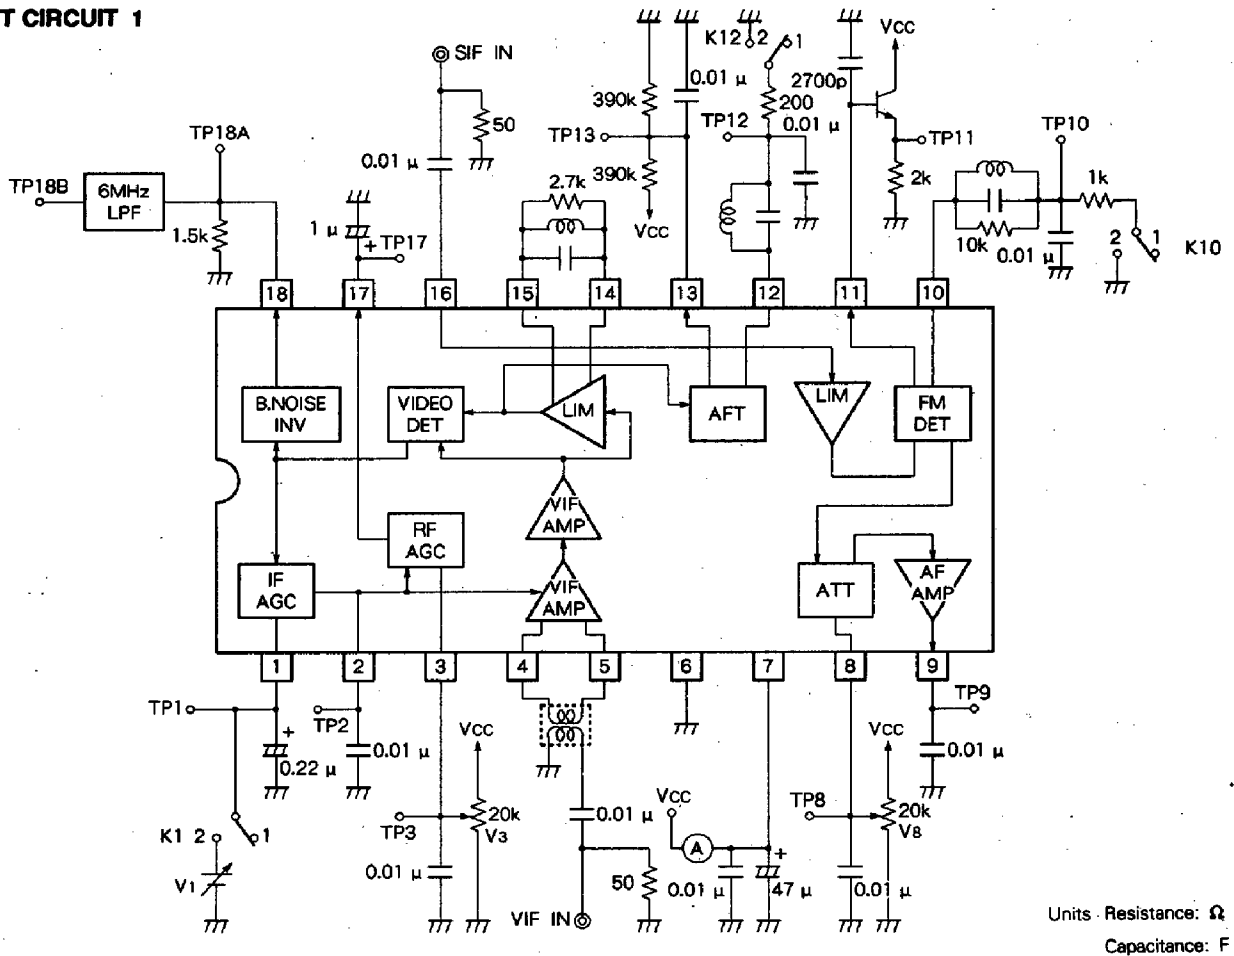 T CIRCUIT 1
SIF IN
50
0.01 μ
TP18A
TP18B
6MHz
LPF
1.5k
1 μ
TP17
2.7k
390k
TP13
390k
VCC
0.01 μ
K12 2 1
200
TP12
0.01 μ
2700p
VCC
TP11
2k
TP10
1k
10k
0.01 μ
2 1
K10
18 17 16 15 14 13 12 11 10
B.NOISE
INV
VIDEO
DET
LIM
AFT
LIM
FM
DET
VIF
AMP
RF
AGC
IF
AGC
VIF
AMP
ATT
AF
AMP
1 2 3 4 5 6 7 8 9
TP1
+
0.22 μ
K1 2 1
V1
TP2
0.01 μ
TP3
VCC
20k
V3
0.01 μ
0.01 μ
50
VIF IN
VCC
A
0.01 μ
+
47 μ
TP8
VCC
20k
V8
0.01 μ
TP9
0.01 μ
Units Resistance: Ω
Capacitance: F